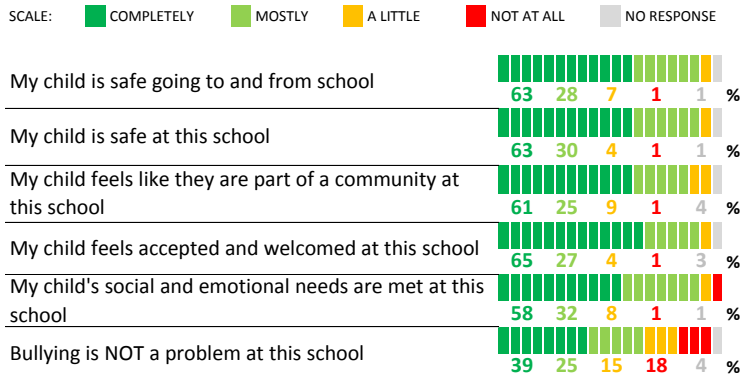 SCALE: COMPLETELY MOSTLY A LITTLE NOT AT ALL NO RESPONSE
My child is safe going to and from school
63 28 7 1 1 %
My child is safe at this school
63 30 4 1 1 %
My child feels like they are part of a community at
this school
61 25 9 1 4 %
My child feels accepted and welcomed at this school
65 27 4 1 3 %
My child's social and emotional needs are met at this
school
58 32 8 1 1 %
Bullying is NOT a problem at this school
39 25 15 18 4 %